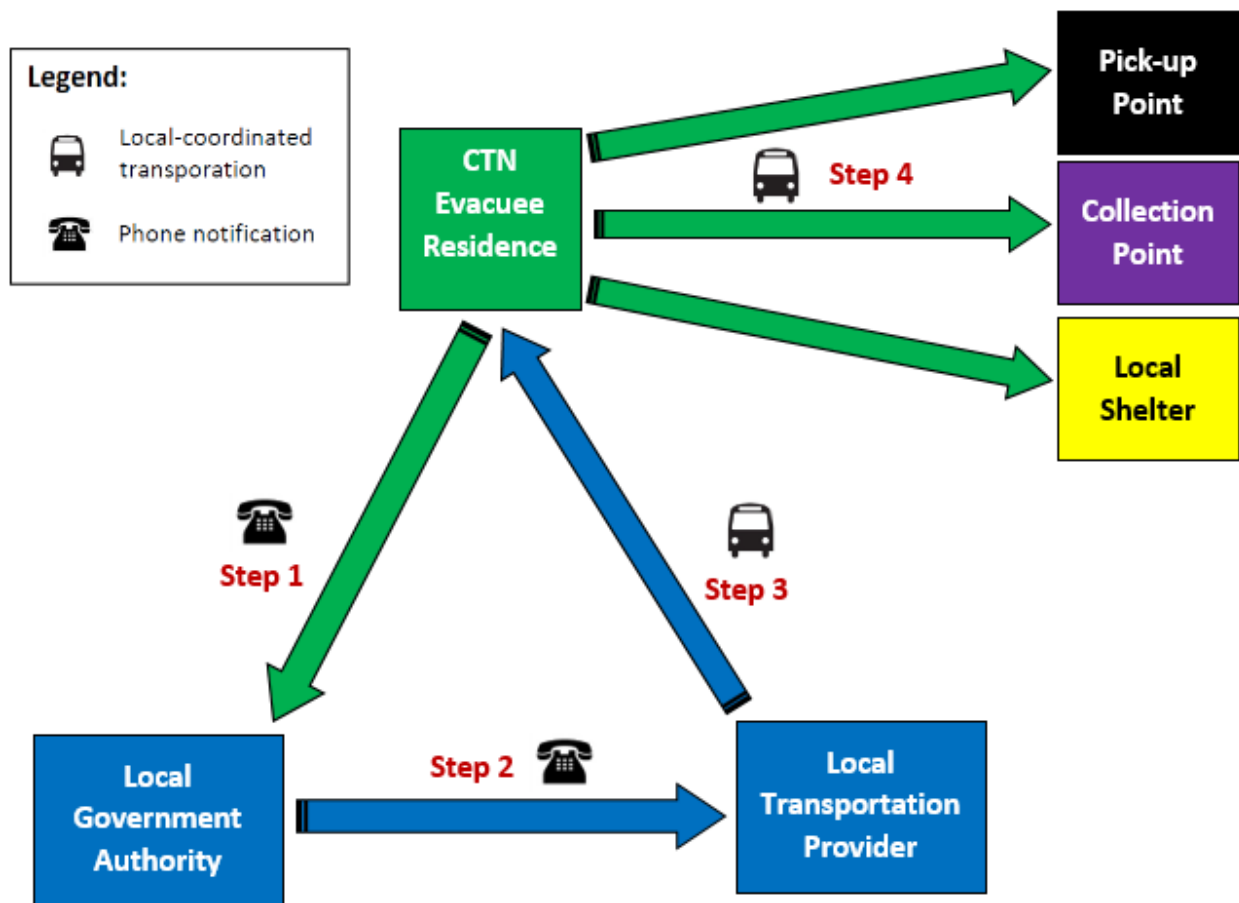 Legend:
Local-coordinated
transporation
Phone notification
CTN
Evacuee
Residence
Pick-up
Point
Step 4
Collection
Point
Local
Shelter
Step 1
Step 3
Step 2
Local
Government
Authority
Local
Transportation
Provider